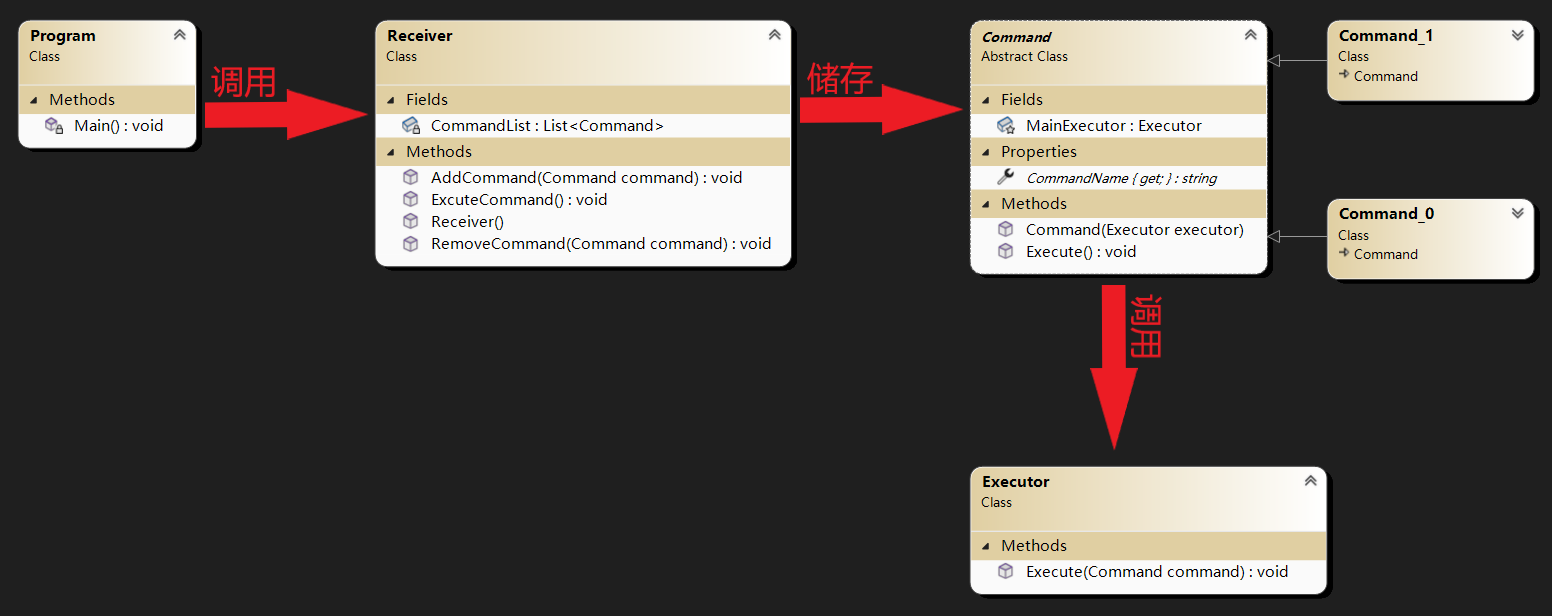 Program
Class
Methods
Main() : void
调用
Receiver
Class
Fields
CommandList : List<Command>
Methods
AddCommand(Command command) : void
ExcuteCommand() : void
Receiver()
RemoveCommand(Command command) : void
储存
Command
Abstract Class
Fields
MainExecutor : Executor
Properties
CommandName { get; } : string
Methods
Command(Executor executor)
Execute() : void
Command_1
Class
Command
Command_0
Class
Command
调用
Executor
Class
Methods
Execute(Command command) : void